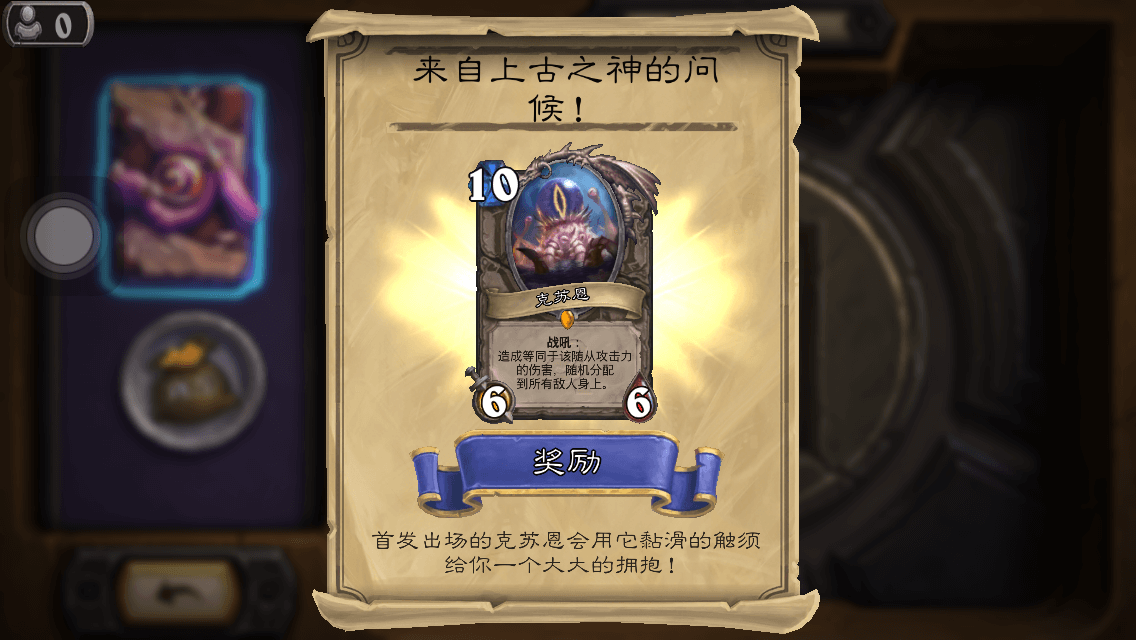 0
来自上古之神的问
候！
10
克苏恩
战吼：
造成等同于该随从攻击力
的伤害，随机分配
到所有敌人身上。
6
6
奖励
首发出场的克苏恩会用它黏滑的触须
给你一个大大的拥抱！